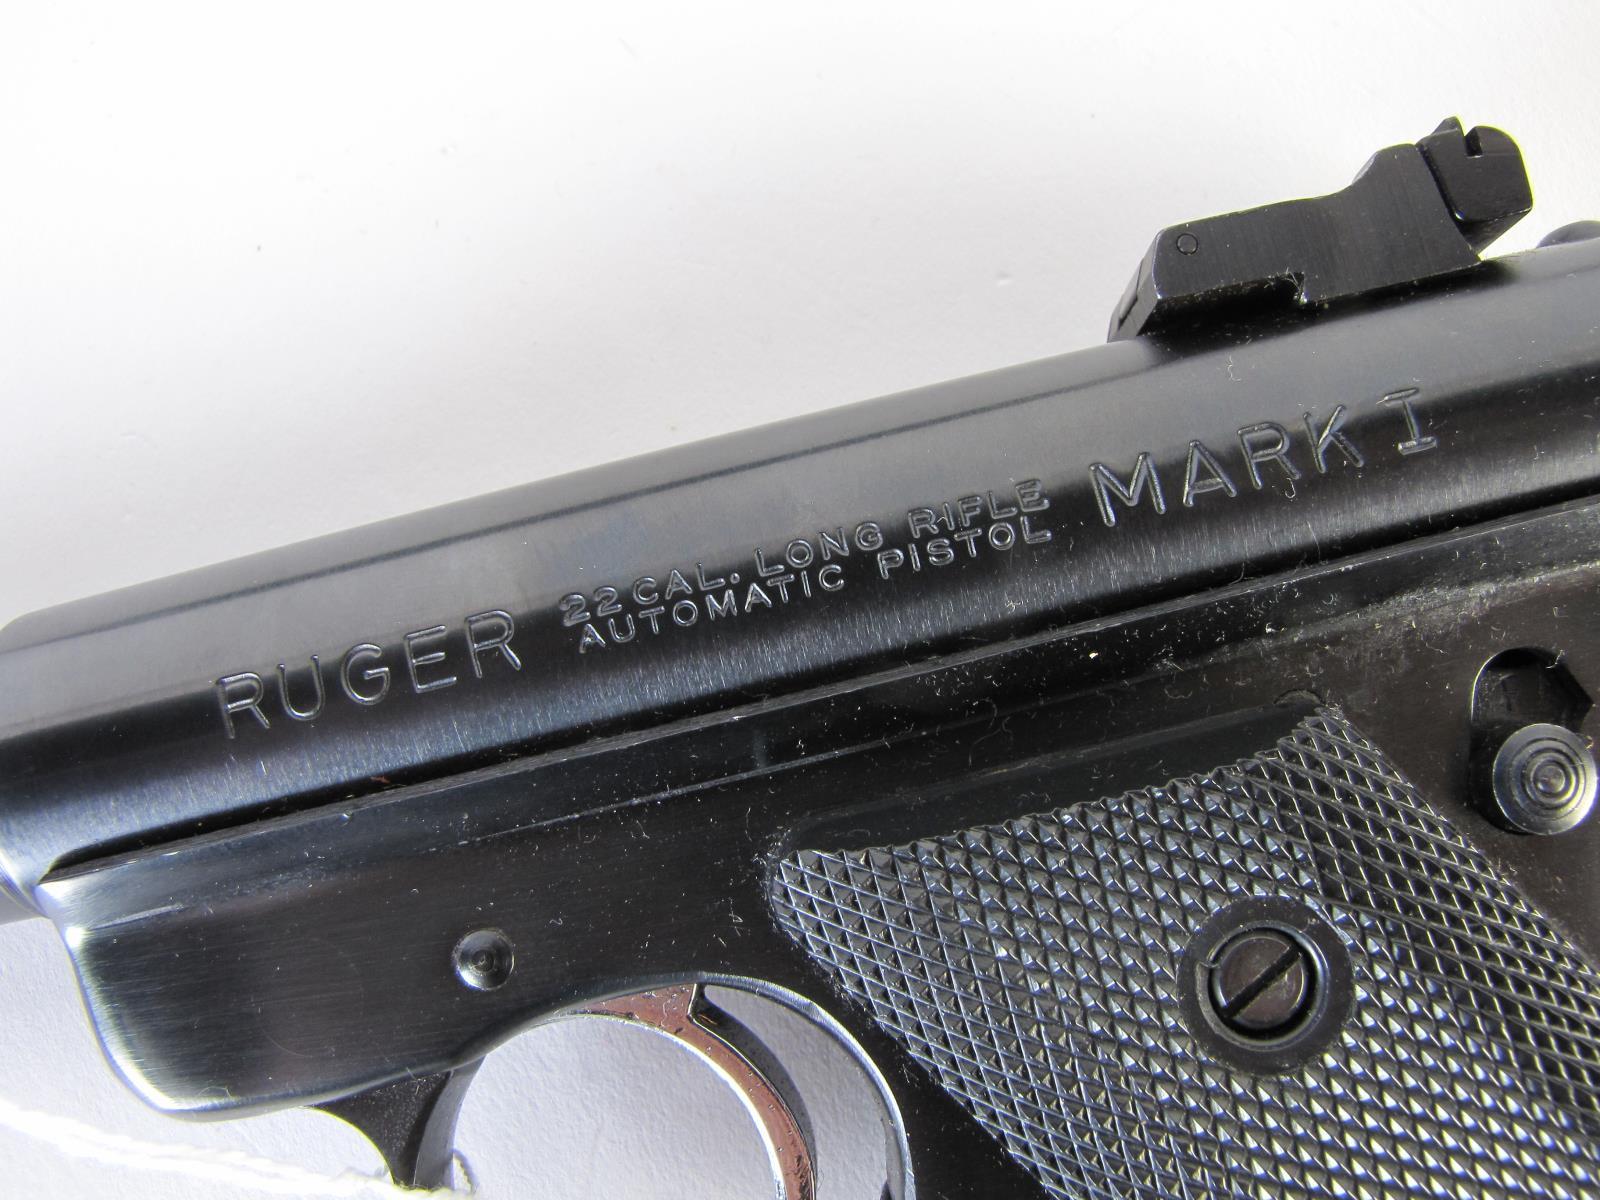 RUGER
22 CAL. LONG RIFLE
AUTOMATIC PISTOL
MARK I